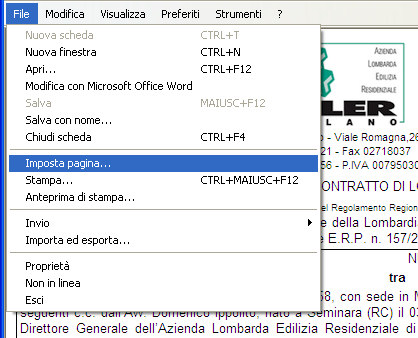 File Modifica Visualizza Preferiti Strumenti ?
Nuova scheda CTRL+T
Nuova finestra CTRL+N
Apri... CTRL+F12
Modifica con Microsoft Office Word
Salva MAIUSC+F12
Salva con nome...
Chiudi scheda CTRL+F4
Imposta pagina...
Stampa... CTRL+MAIUSC+F12
Anteprima di stampa...
Invio
Importa ed esporta...
Proprietà
Non in linea
Esci
AZIENDA
LOMBARDA
EDILIZIA
RESIDENZIALE
LER
LANO
- Viale Romagna,26
21 - Fax 02718037
56 - P.IVA 00795030
ONTRATTO DI LO
del Regolamento Region
e della Lombardi
e E.R.P. n. 157/2
N
tra
58, con sede in M
seguenti c.c. dall'Avv. Domenico Ippolito, nato a Seminara (RC) il 03
Direttore Generale dell'Azienda Lombarda Edilizia Residenziale di